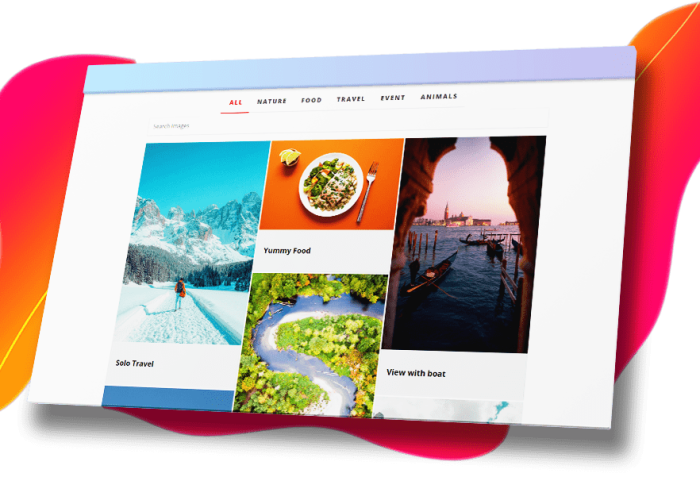 ALL NATURE FOOD TRAVEL EVENT ANIMALS
Search Images
Yummy Food
Solo Travel
View with boat